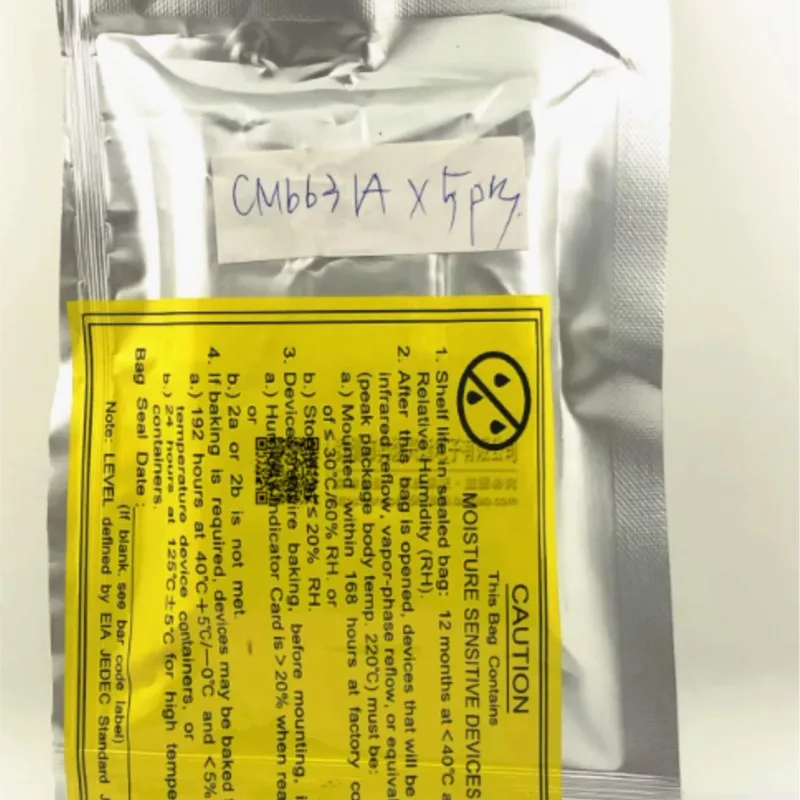 CM6631A X 5 pcs
CAUTION
This Bag Contains
MOISTURE SENSITIVE DEVICES
1. Shelf life in sealed bag: 12 months at <40℃ a
Relative Humidity (RH).
2. After this bag is opened, devices that will be
infrared reflow, vapor-phase reflow, or equiva
(peak package body temp. 220℃) must be:
a.) Mounted within 168 hours at factory co
of ≤ 30℃/60% RH. or
b.) ≤ 20% RH.
3. baking, before mounting, i
a.) Indicator Card is >20% when rea
or
b.) 2a or 2b is not met.
4. If baking is required, devices may be baked
a.) 192 hours at 40℃+5℃/-0℃ and <5%
temperature device containers, or
b.) 24 hours at 125℃±5℃ for high tempe
containers.
Bag Seal Date:
(If blank, see bar code label)
Note: LEVEL defined by EIA JEDEC Standard J